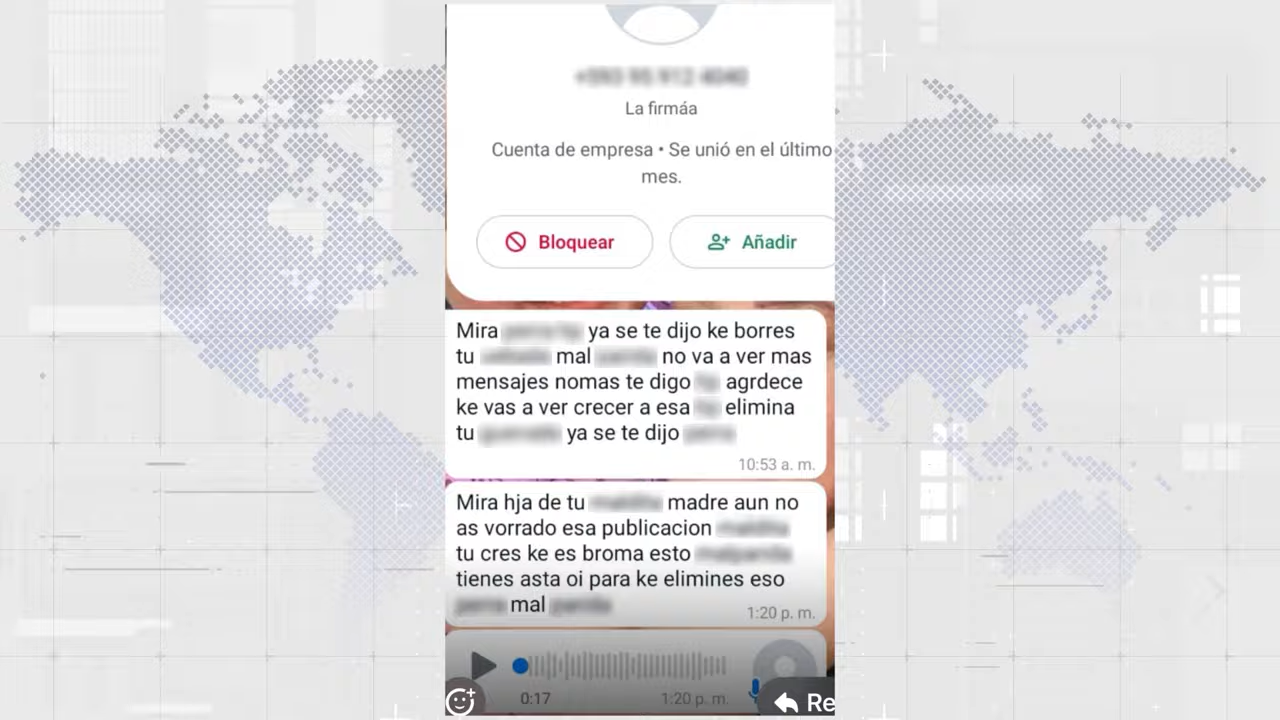 La firmáa
Cuenta de empresa • Se unió en el último
mes.
Bloquear
Añadir
Mira ya se te dijo ke borres
tu mal no va a ver mas
mensajes nomas te digo agrdece
ke vas a ver crecer a esa elimina
tu ya se te dijo
10:53 a. m.
Mira hja de tu madre aun no
as vorrado esa publicacion
tu cres ke es broma esto
tienes asta oi para ke elimines eso
mal
1:20 p. m.
0:17
1:20 p. m.
Re